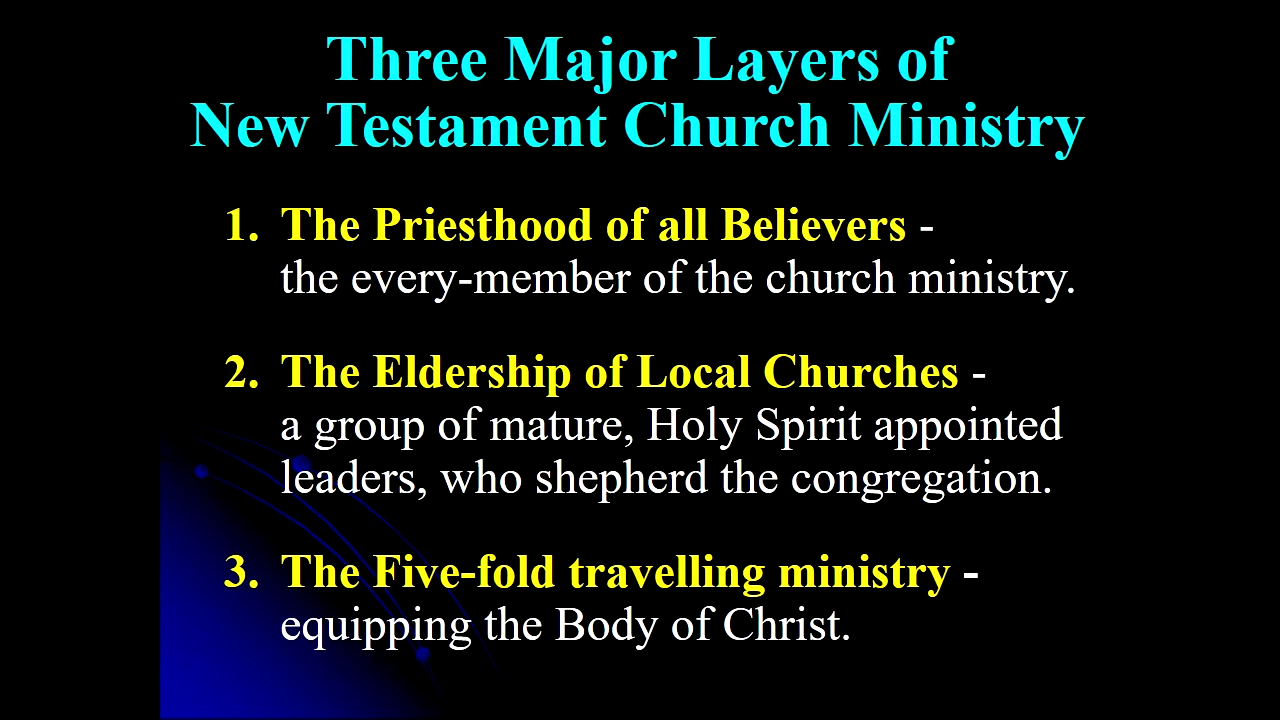 Three Major Layers of
New Testament Church Ministry
1. The Priesthood of all Believers -
the every-member of the church ministry.
2. The Eldership of Local Churches -
a group of mature, Holy Spirit appointed
leaders, who shepherd the congregation.
3. The Five-fold travelling ministry -
equipping the Body of Christ.